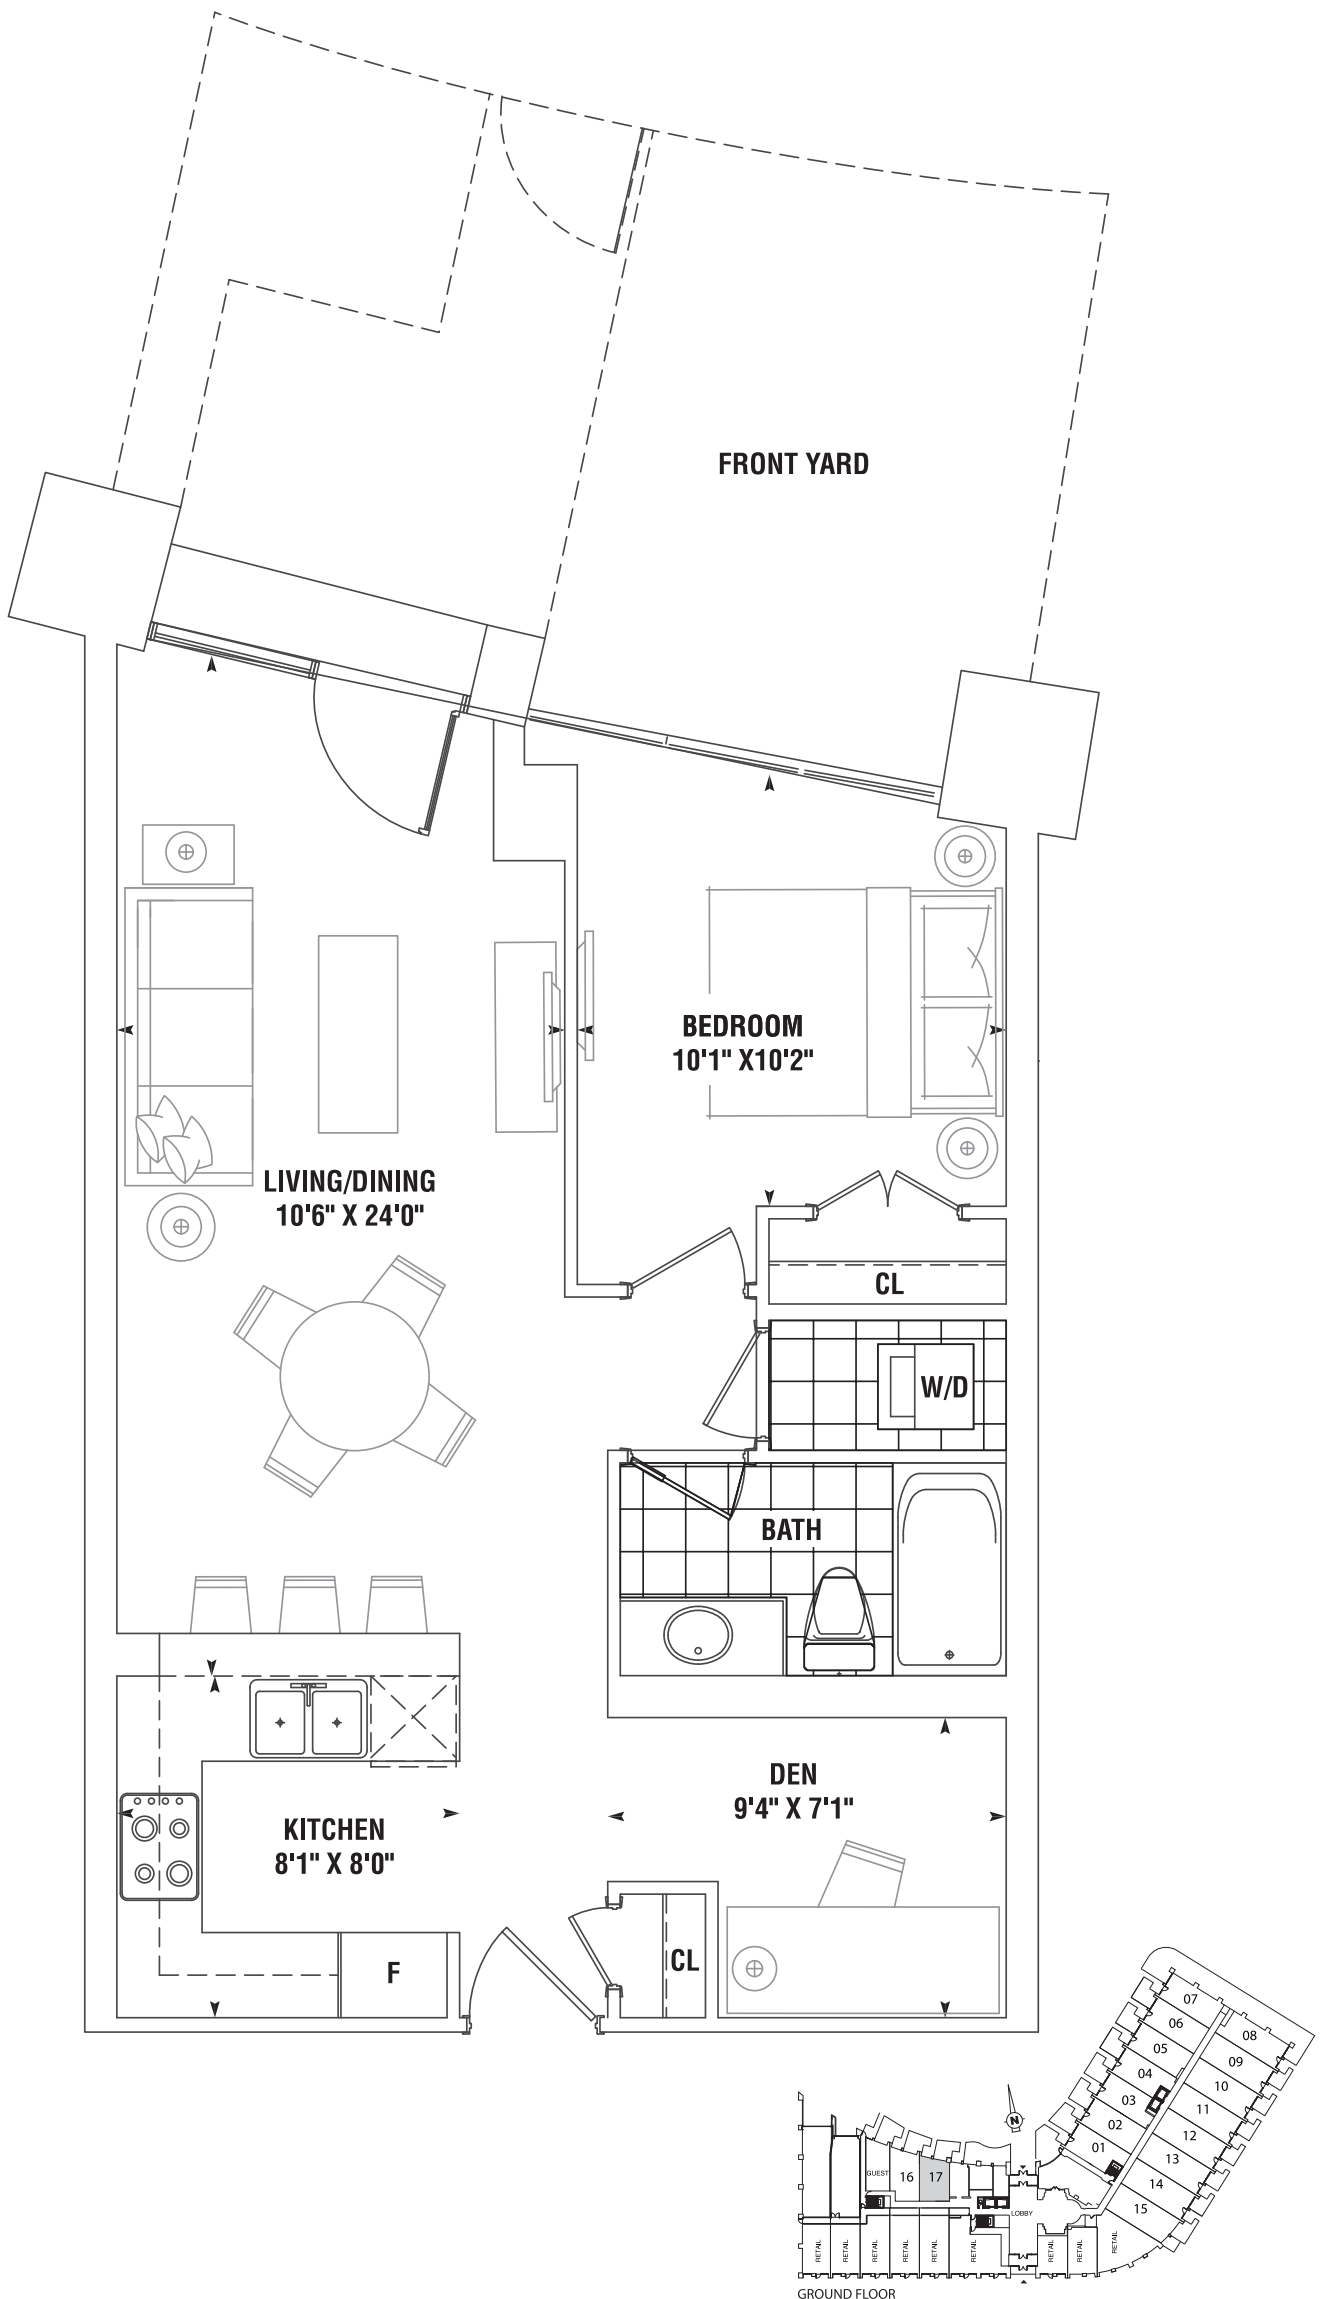 FRONT YARD
BEDROOM
10'1" X10'2"
LIVING/DINING
10'6" X 24'0"
CL
W/D
BATH
DEN
9'4" X 7'1"
KITCHEN
8'1" X 8'0"
F
CL
07
06
08
05
09
04
10
03
11
02
12
01
13
14
15
N
GUEST
16
17
LOBBY
RETAIL
RETAIL
RETAIL
RETAIL
RETAIL
RETAIL
RETAIL
RETAIL
RETAIL
GROUND FLOOR